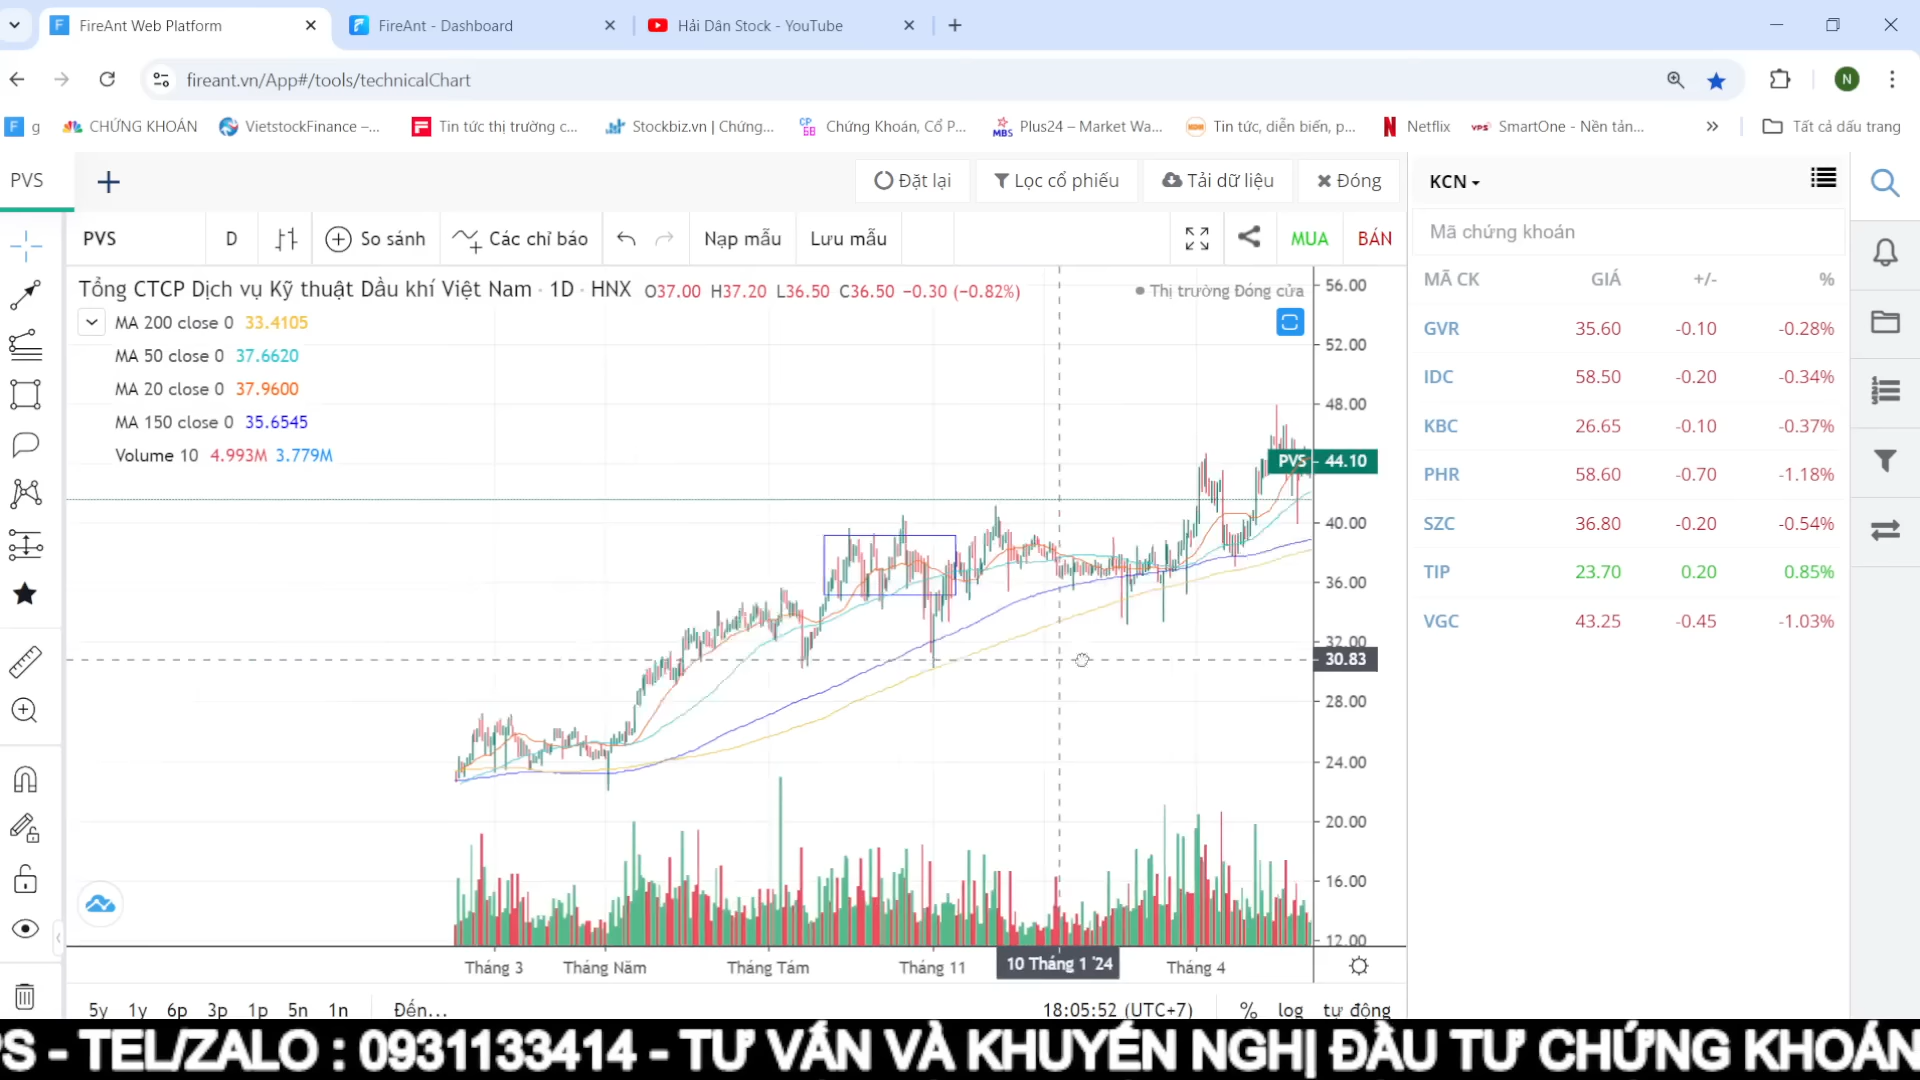 FireAnt Web Platform
FireAnt - Dashboard
Hải Dân Stock - YouTube
fireant.vn/App#/tools/technicalChart
N
g
CHỨNG KHOÁN
VietstockFinance –...
Tin tức thị trường c...
Stockbiz.vn | Chứng...
Chứng Khoán, Cổ P...
Plus24 – Market Wa...
Tin tức, diễn biến, p...
Netflix
SmartOne - Nền tản...
Tất cả dấu trang
PVS
Đặt lại
Lọc cổ phiếu
Tải dữ liệu
Đóng
KCN
PVS
D
So sánh
Các chỉ báo
Nạp mẫu
Lưu mẫu
MUA
BÁN
Mã chứng khoán
Tổng CTCP Dịch vụ Kỹ thuật Dầu khí Việt Nam · 1D · HNX O37.00 H37.20 L36.50 C36.50 −0.30 (−0.82%)
Thị trường Đóng cửa
MA 200 close 0 33.4105
MA 50 close 0 37.6620
MA 20 close 0 37.9600
MA 150 close 0 35.6545
Volume 10 4.993M 3.779M
56.00
52.00
48.00
PVS 44.10
40.00
36.00
32.00
30.83
28.00
24.00
20.00
16.00
12.00
Tháng 3
Tháng Năm
Tháng Tám
Tháng 11
10 Tháng 1 '24
Tháng 4
5y 1y 6p 3p 1p 5n 1n Đến...
18:05:52 (UTC+7)
% log tự động
MÃ CK GIÁ +/- %
GVR 35.60 -0.10 -0.28%
IDC 58.50 -0.20 -0.34%
KBC 26.65 -0.10 -0.37%
PHR 58.60 -0.70 -1.18%
SZC 36.80 -0.20 -0.54%
TIP 23.70 0.20 0.85%
VGC 43.25 -0.45 -1.03%
PS - TEL/ZALO : 0931133414 - TƯ VẤN VÀ KHUYẾN NGHỊ ĐẦU TƯ CHỨNG KHOÁN